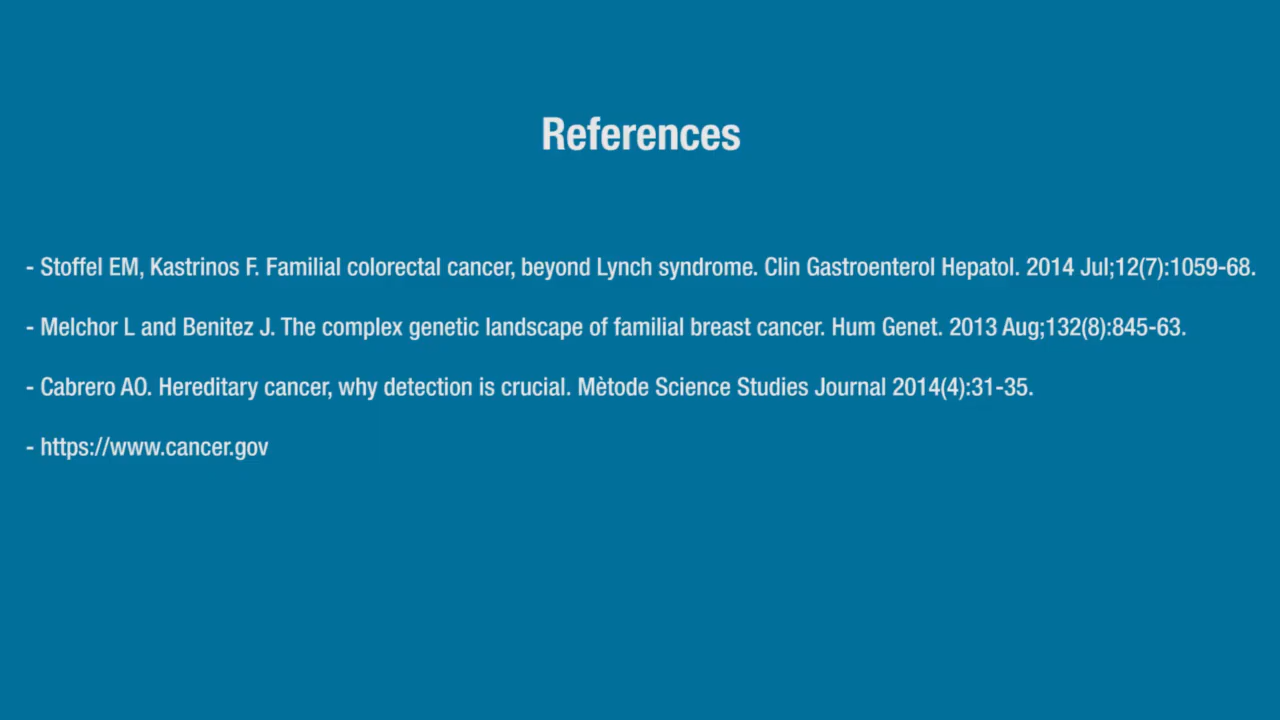 References
- Stoffel EM, Kastrinos F. Familial colorectal cancer, beyond Lynch syndrome. Clin Gastroenterol Hepatol. 2014 Jul;12(7):1059-68.
- Melchor L and Benitez J. The complex genetic landscape of familial breast cancer. Hum Genet. 2013 Aug;132(8):845-63.
- Cabrero AO. Hereditary cancer, why detection is crucial. Mètode Science Studies Journal 2014(4):31-35.
- https://www.cancer.gov